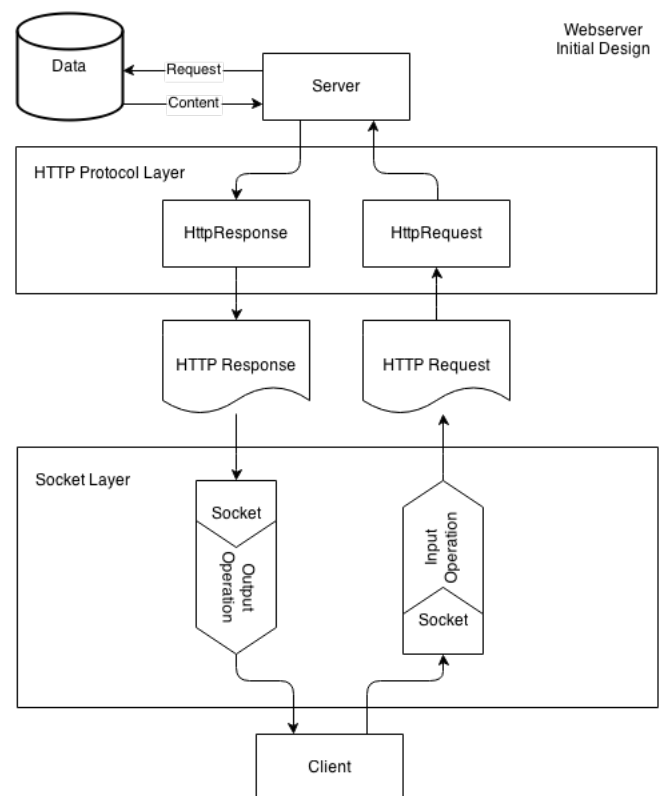 Webserver
Initial Design
Data
Request
Content
Server
HTTP Protocol Layer
HttpResponse
HttpRequest
HTTP Response
HTTP Request
Socket Layer
Socket
Output
Operation
Input
Operation
Socket
Client